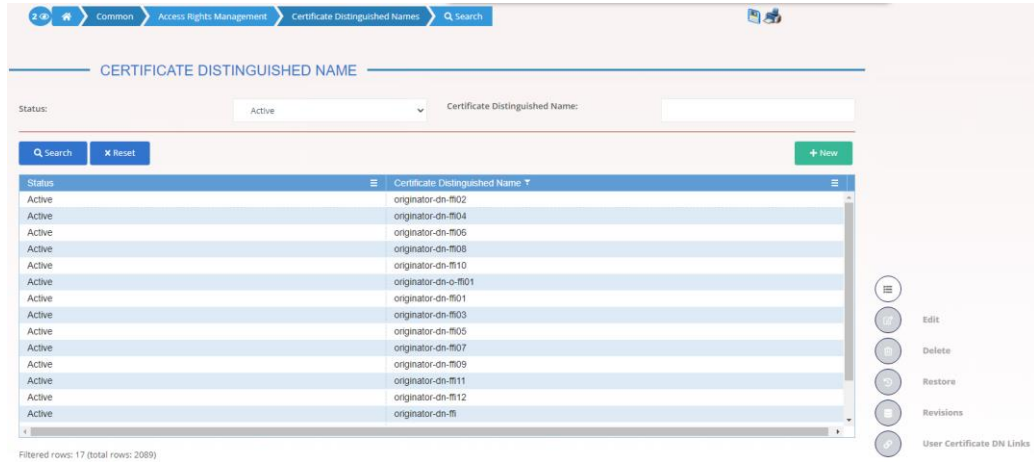 2 Common Access Rights Management Certificate Distinguished Names Search
CERTIFICATE DISTINGUISHED NAME
Status: Active Certificate Distinguished Name:
Search Reset New
Status Certificate Distinguished Name
Active originator-dn-ffi02
Active originator-dn-ffi04
Active originator-dn-ffi06
Active originator-dn-ffi08
Active originator-dn-ffi10
Active originator-dn-o-ffi01
Active originator-dn-ffi01
Active originator-dn-ffi03
Active originator-dn-ffi05
Active originator-dn-ffi07
Active originator-dn-ffi09
Active originator-dn-ffi11
Active originator-dn-ffi12
Active originator-dn-ffi
Edit
Delete
Restore
Revisions
User Certificate DN Links
Filtered rows: 17 (total rows: 2089)